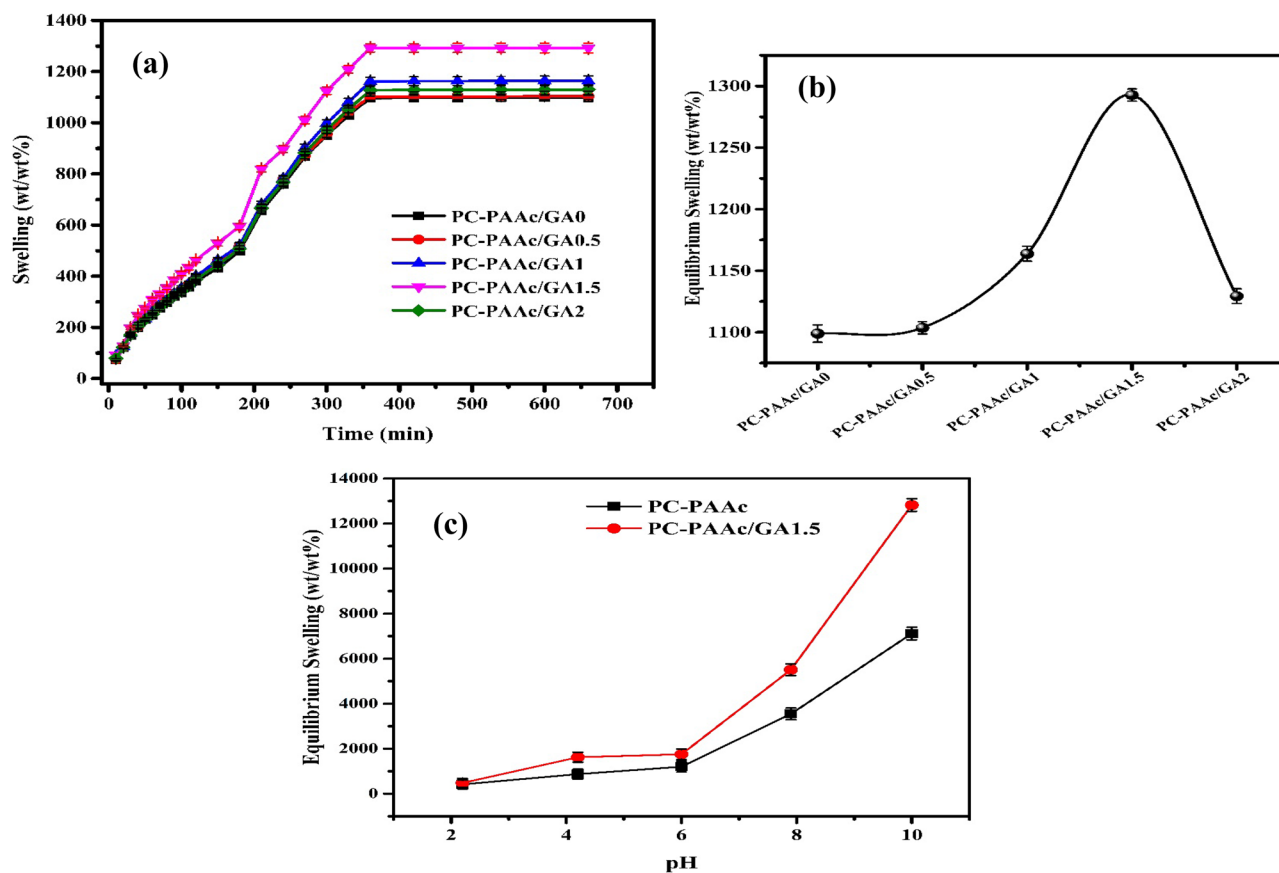 (a)
Swelling (wt/wt%)
1400
1200
1000
800
600
400
200
0
PC-PAAc/GA0
PC-PAAc/GA0.5
PC-PAAc/GA1
PC-PAAc/GA1.5
PC-PAAc/GA2
0 100 200 300 400 500 600 700
Time (min)
(b)
Equilibrium Swelling (wt/wt%)
1300
1250
1200
1150
1100
PC-PAAc/GA0
PC-PAAc/GA0.5
PC-PAAc/GA1
PC-PAAc/GA1.5
PC-PAAc/GA2
(c)
Equilibrium Swelling (wt/wt%)
14000
12000
10000
8000
6000
4000
2000
0
PC-PAAc
PC-PAAc/GA1.5
2 4 6 8 10
pH